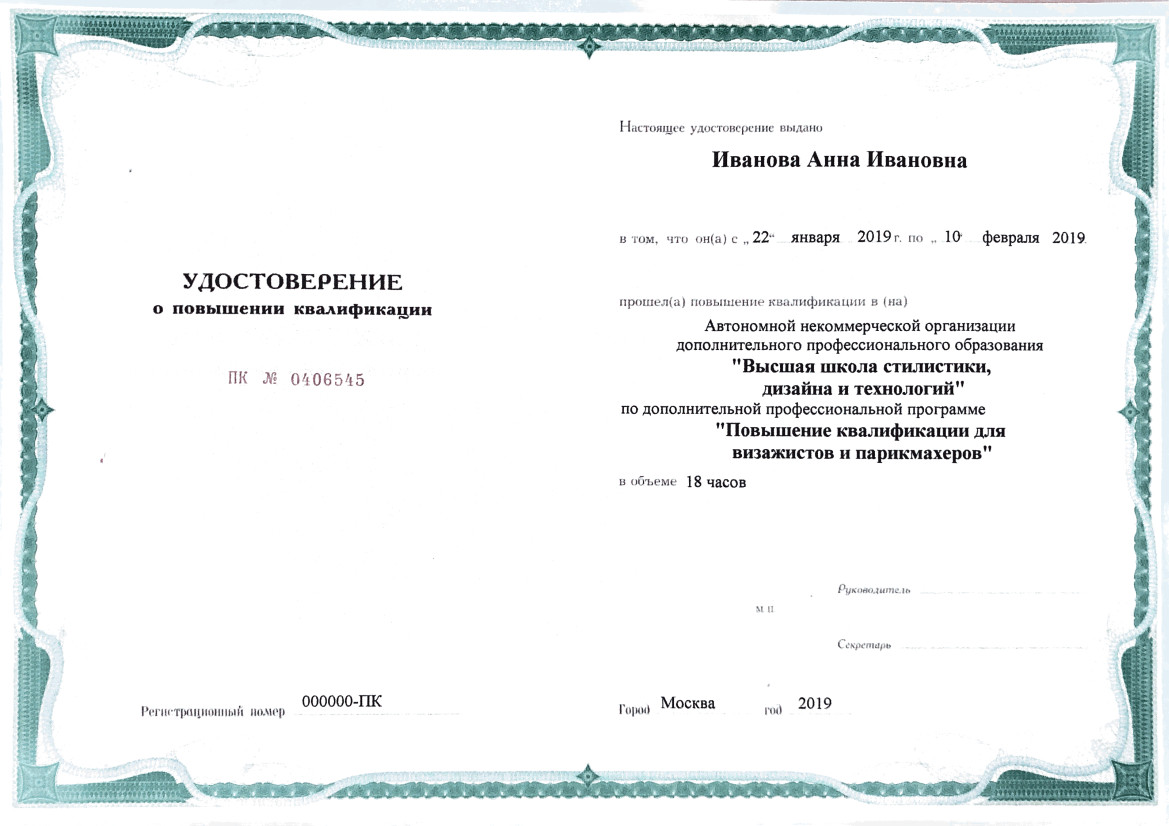 УДОСТОВЕРЕНИЕ
о повышении квалификации
ПК № 0406545
Регистрационный номер 000000-ПК
Настоящее удостоверение выдано
Иванова Анна Ивановна
в том, что он(а) с „ 22 “ января 2019 г. по „ 10 “ февраля 2019
прошел(а) повышение квалификации в (на)
Автономной некоммерческой организации
дополнительного профессионального образования
"Высшая школа стилистики,
дизайна и технологий"
по дополнительной профессиональной программе
"Повышение квалификации для
визажистов и парикмахеров"
в объеме 18 часов
Руководитель
М П
Секретарь
Город Москва год 2019